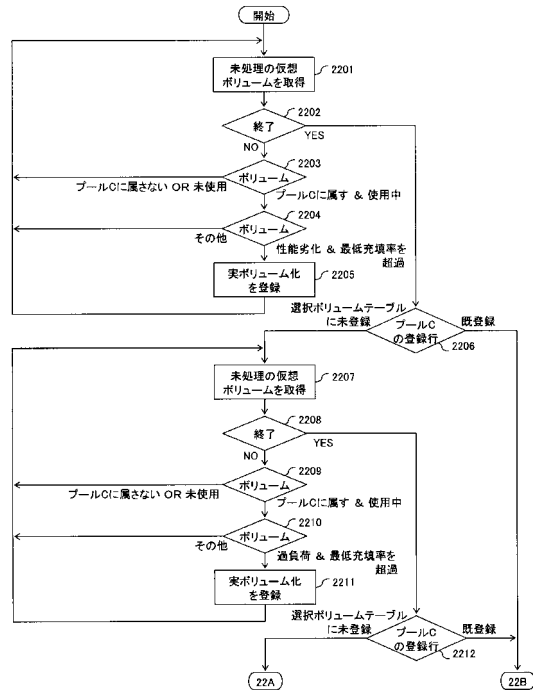 開始
未処理の仮想
ボリュームを取得
2201
終了
2202
YES
NO
ボリューム
2203
プールCに属さない OR 未使用
プールCに属す & 使用中
ボリューム
2204
その他
性能劣化 & 最低充填率を
超過
実ボリューム化
を登録
2205
選択ボリュームテーブル
に未登録
プールC
の登録行
既登録
2206
未処理の仮想
ボリュームを取得
2207
終了
2208
YES
NO
ボリューム
2209
プールCに属さない OR 未使用
プールCに属す & 使用中
ボリューム
2210
その他
過負荷 & 最低充填率を
超過
実ボリューム化
を登録
2211
選択ボリュームテーブル
に未登録
プールC
の登録行
既登録
2212
22A
22B